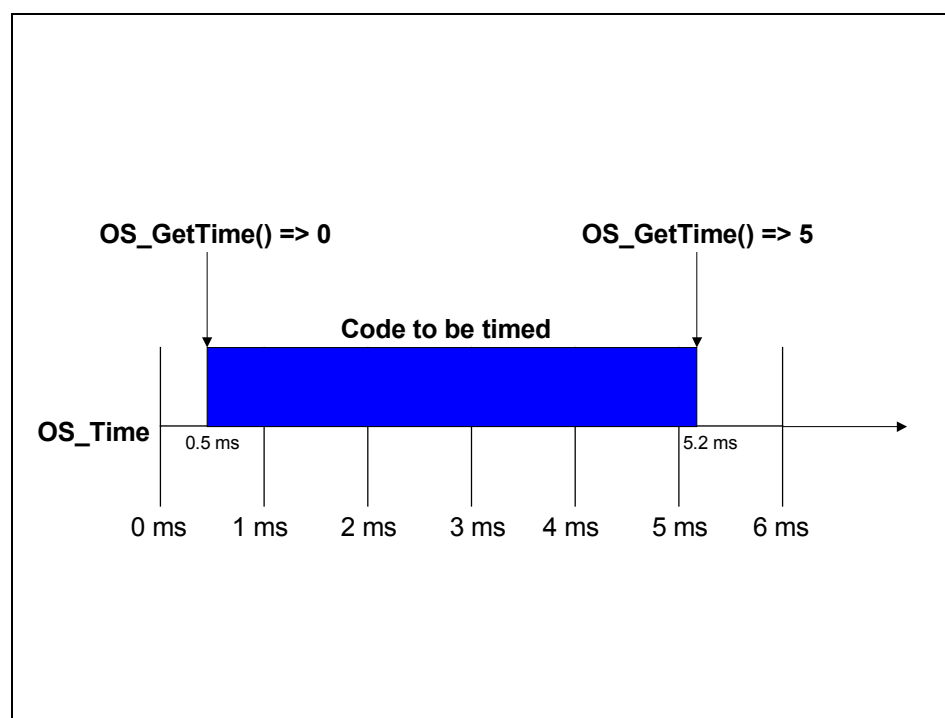 OS_GetTime() => 0
OS_GetTime() => 5
Code to be timed
OS_Time
0.5 ms
5.2 ms
0 ms
1 ms
2 ms
3 ms
4 ms
5 ms
6 ms